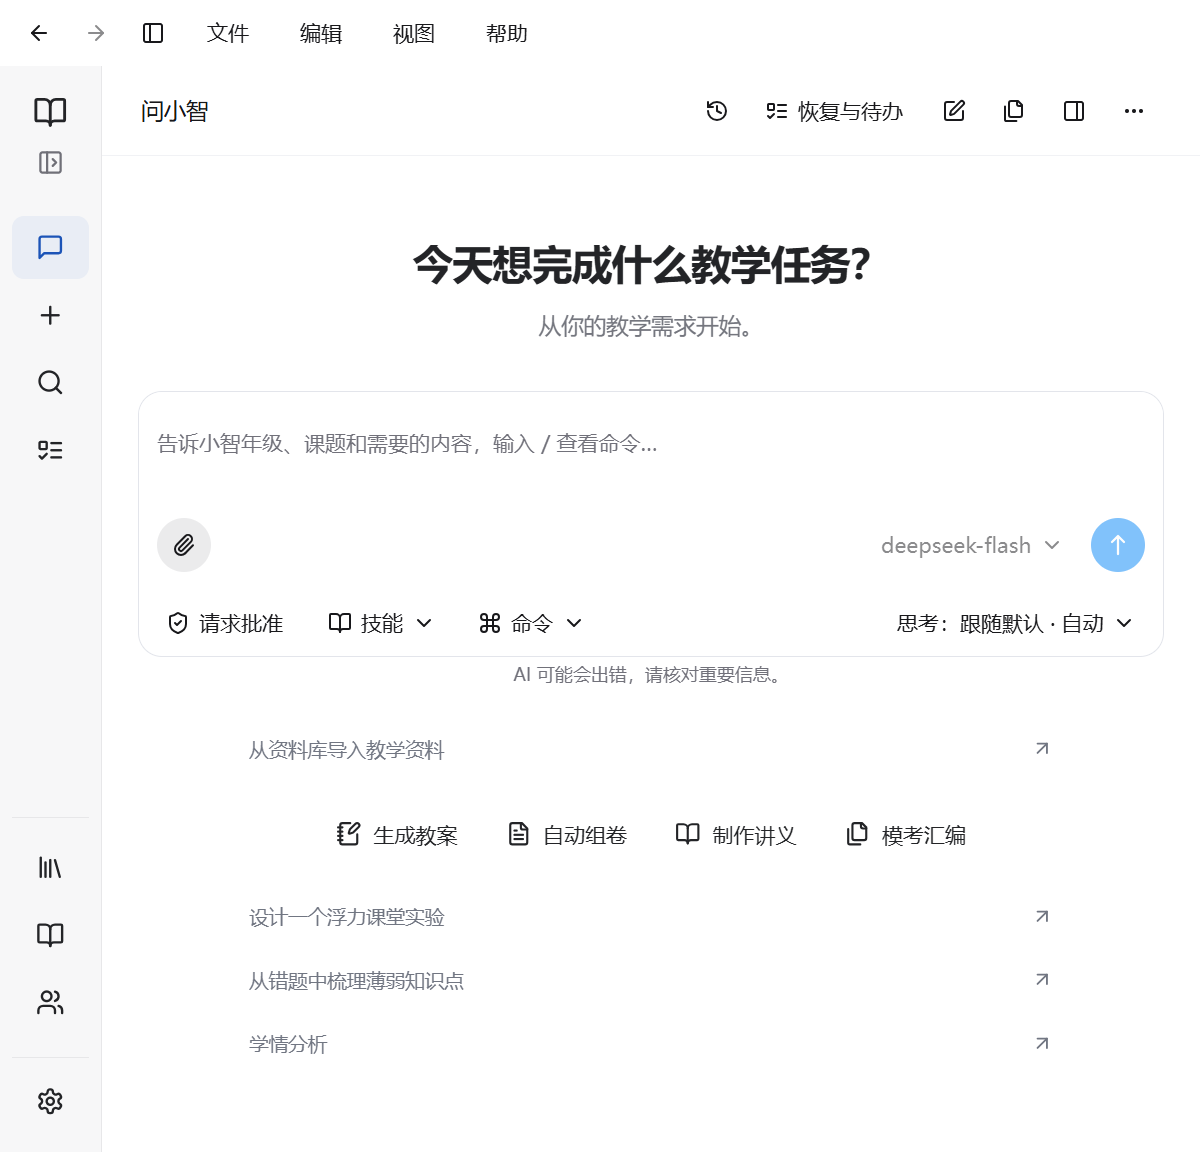 文件 编辑 视图 帮助
问小智 恢复与待办
今天想完成什么教学任务?
从你的教学需求开始。
告诉小智年级、课题和需要的内容，输入 / 查看命令...
deepseek-flash
请求批准 技能 命令 思考：跟随默认 · 自动
AI 可能会出错，请核对重要信息。
从资料库导入教学资料
生成教案 自动组卷 制作讲义 模考汇编
设计一个浮力课堂实验
从错题中梳理薄弱知识点
学情分析